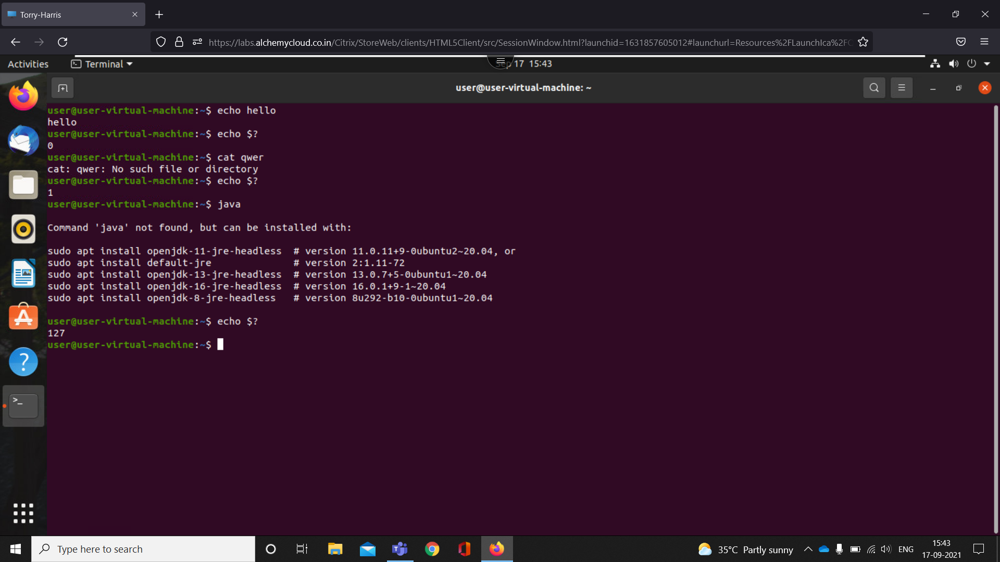 Torry-Harris
https://labs.alchemycloud.co.in/Citrix/StoreWeb/clients/HTML5Client/src/SessionWindow.html?launchid=1631857605012#launchurl=Resources%2FLaunchIca%2FC
Activities
Terminal
Sep 17 15:43
user@user-virtual-machine: ~
user@user-virtual-machine:~$ echo hello
hello
user@user-virtual-machine:~$ echo $?
0
user@user-virtual-machine:~$ cat qwer
cat: qwer: No such file or directory
user@user-virtual-machine:~$ echo $?
1
user@user-virtual-machine:~$ java
Command 'java' not found, but can be installed with:
sudo apt install openjdk-11-jre-headless  # version 11.0.11+9-0ubuntu2~20.04, or
sudo apt install default-jre              # version 2:1.11-72
sudo apt install openjdk-13-jre-headless  # version 13.0.7+5-0ubuntu1~20.04
sudo apt install openjdk-16-jre-headless  # version 16.0.1+9-1~20.04
sudo apt install openjdk-8-jre-headless   # version 8u292-b10-0ubuntu1~20.04
user@user-virtual-machine:~$ echo $?
127
user@user-virtual-machine:~$
Type here to search
35°C Partly sunny
ENG
15:43
17-09-2021